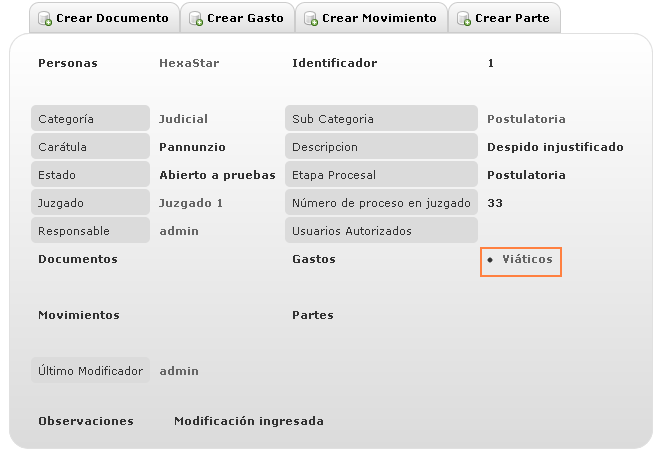 Crear Documento Crear Gasto Crear Movimiento Crear Parte
Personas HexaStar Identificador 1
Categoría Judicial Sub Categoria Postulatoria
Carátula Pannunzio Descripcion Despido injustificado
Estado Abierto a pruebas Etapa Procesal Postulatoria
Juzgado Juzgado 1 Número de proceso en juzgado 33
Responsable admin Usuarios Autorizados
Documentos Gastos • Viáticos
Movimientos Partes
Último Modificador admin
Observaciones Modificación ingresada